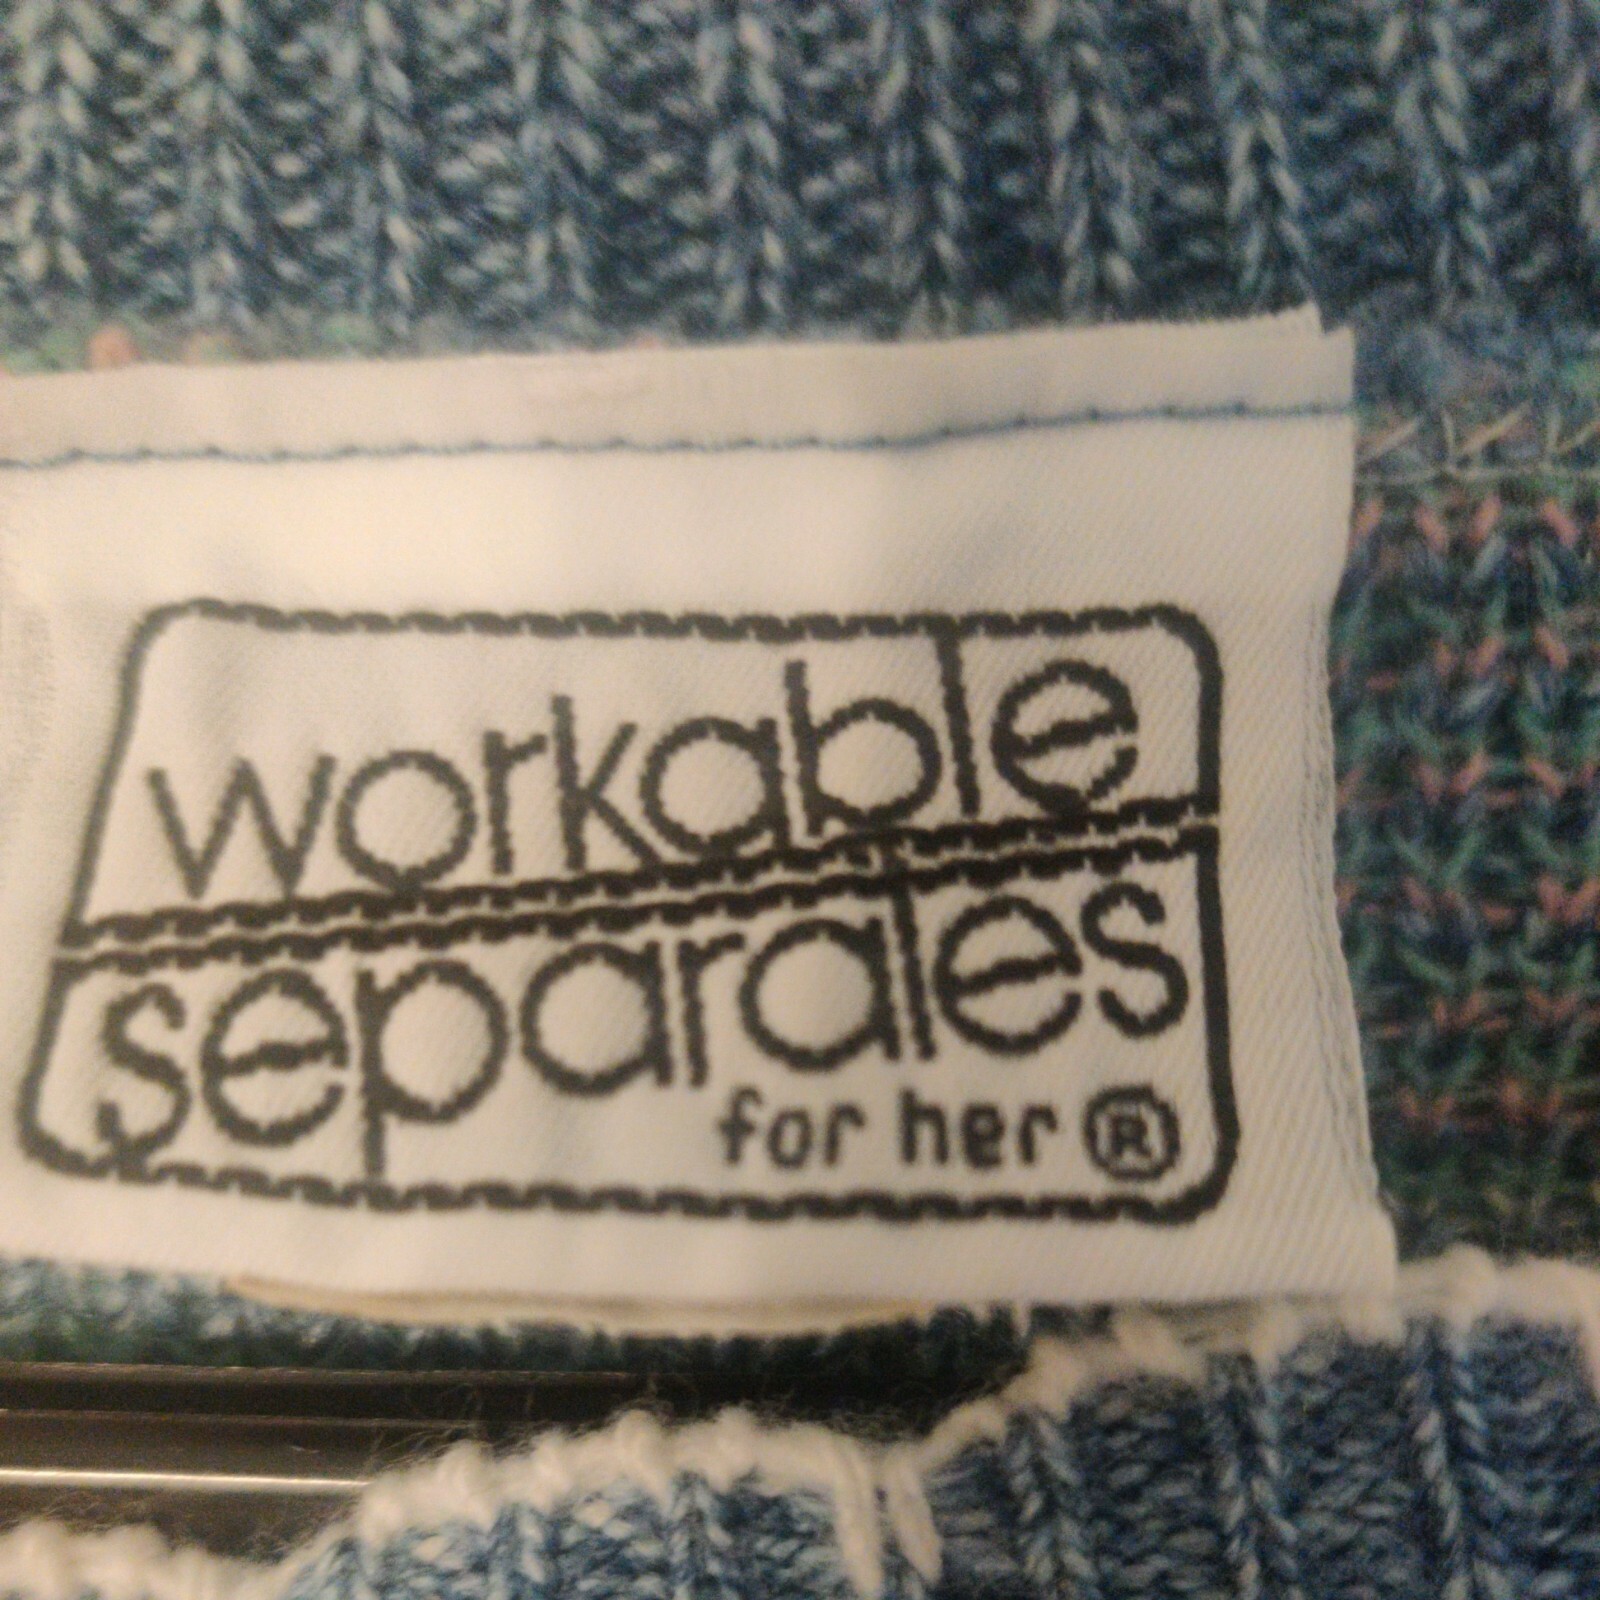 workable
separates
for her ®